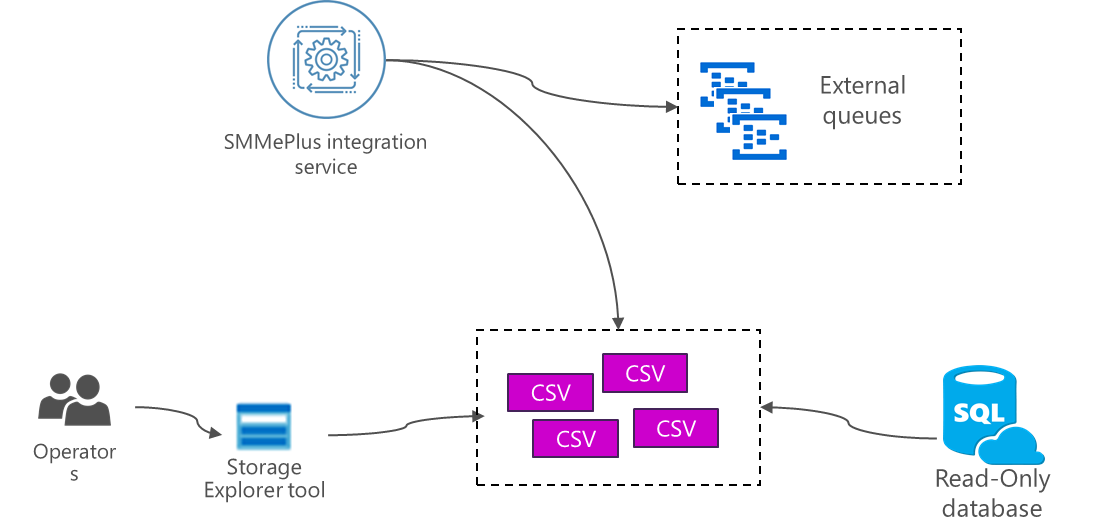 External
queues
SMMePlus integration
service
CSV
CSV
CSV
CSV
SQL
Operator
s
Storage
Explorer tool
Read-Only
database